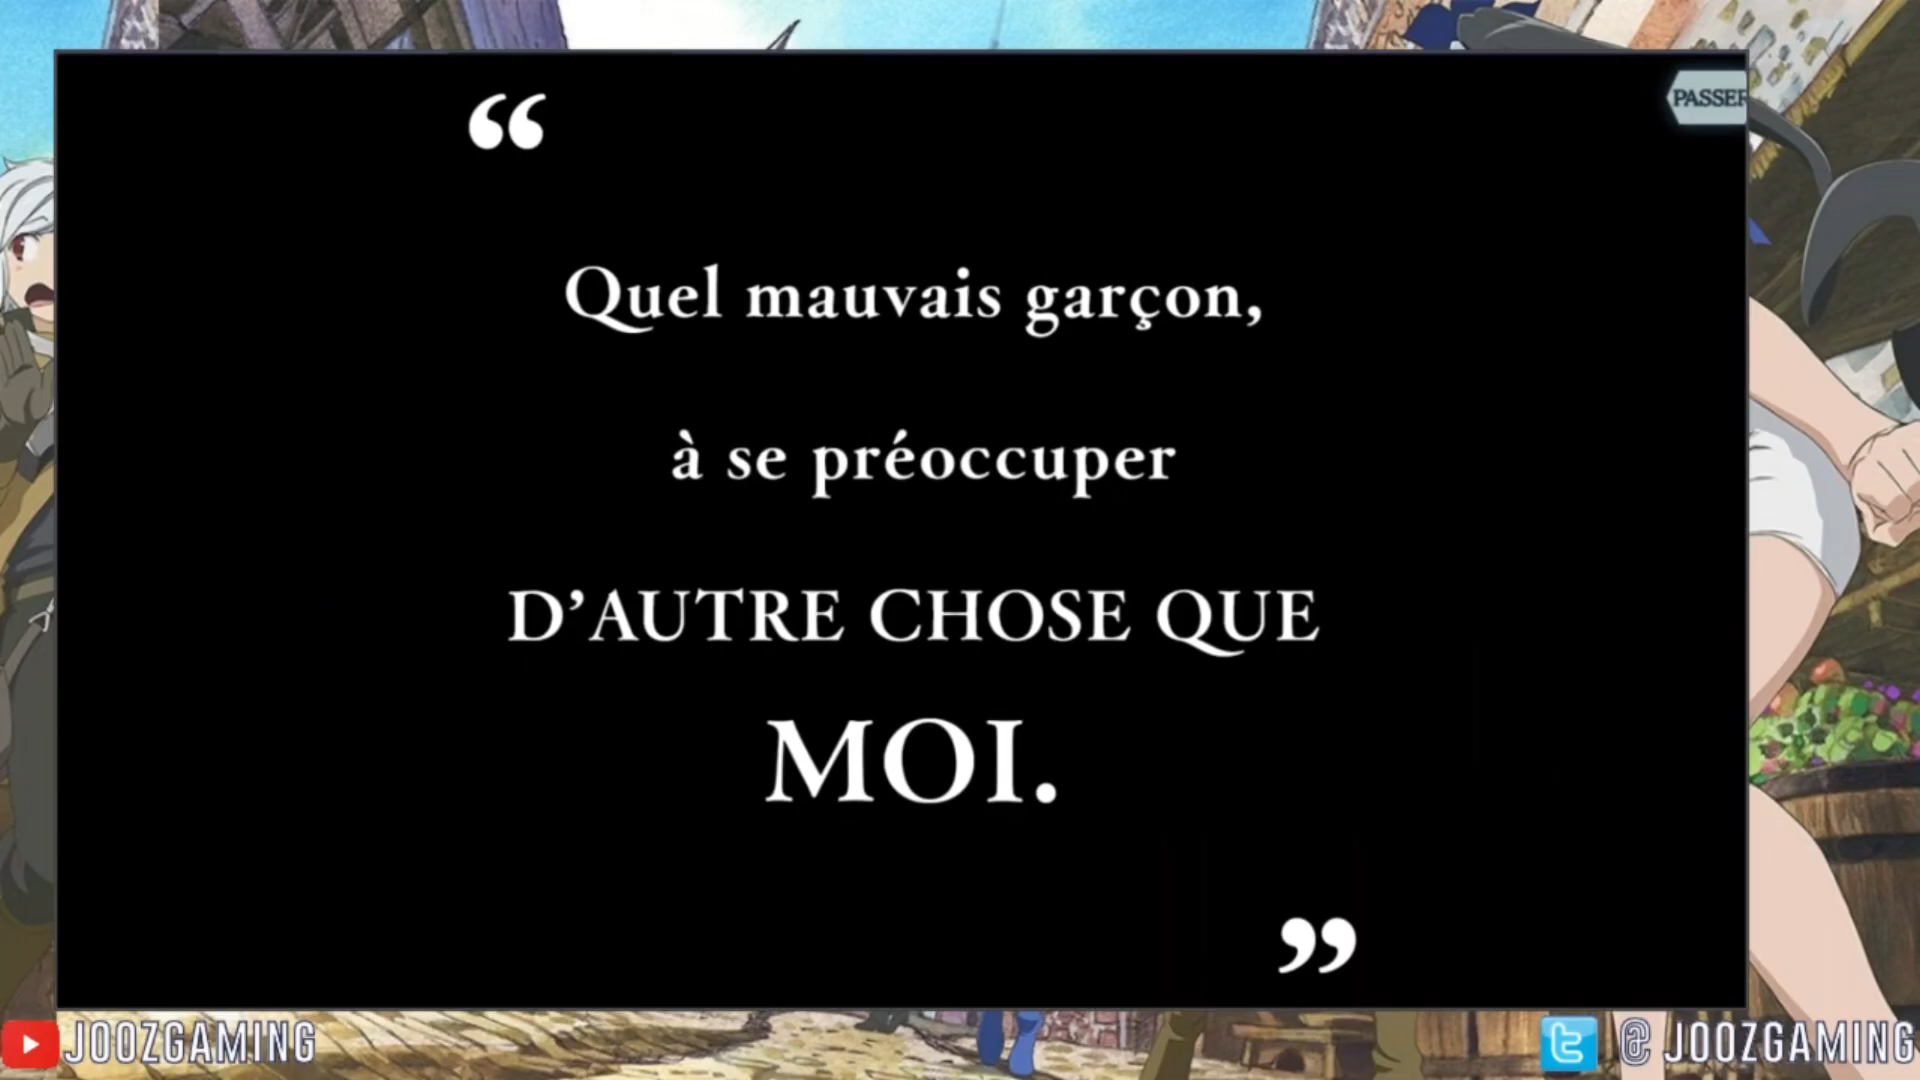 “
PASSER
Quel mauvais garçon,
à se préoccuper
D’AUTRE CHOSE QUE
MOI.
”
JOOZGAMING
@ JOOZGAMING